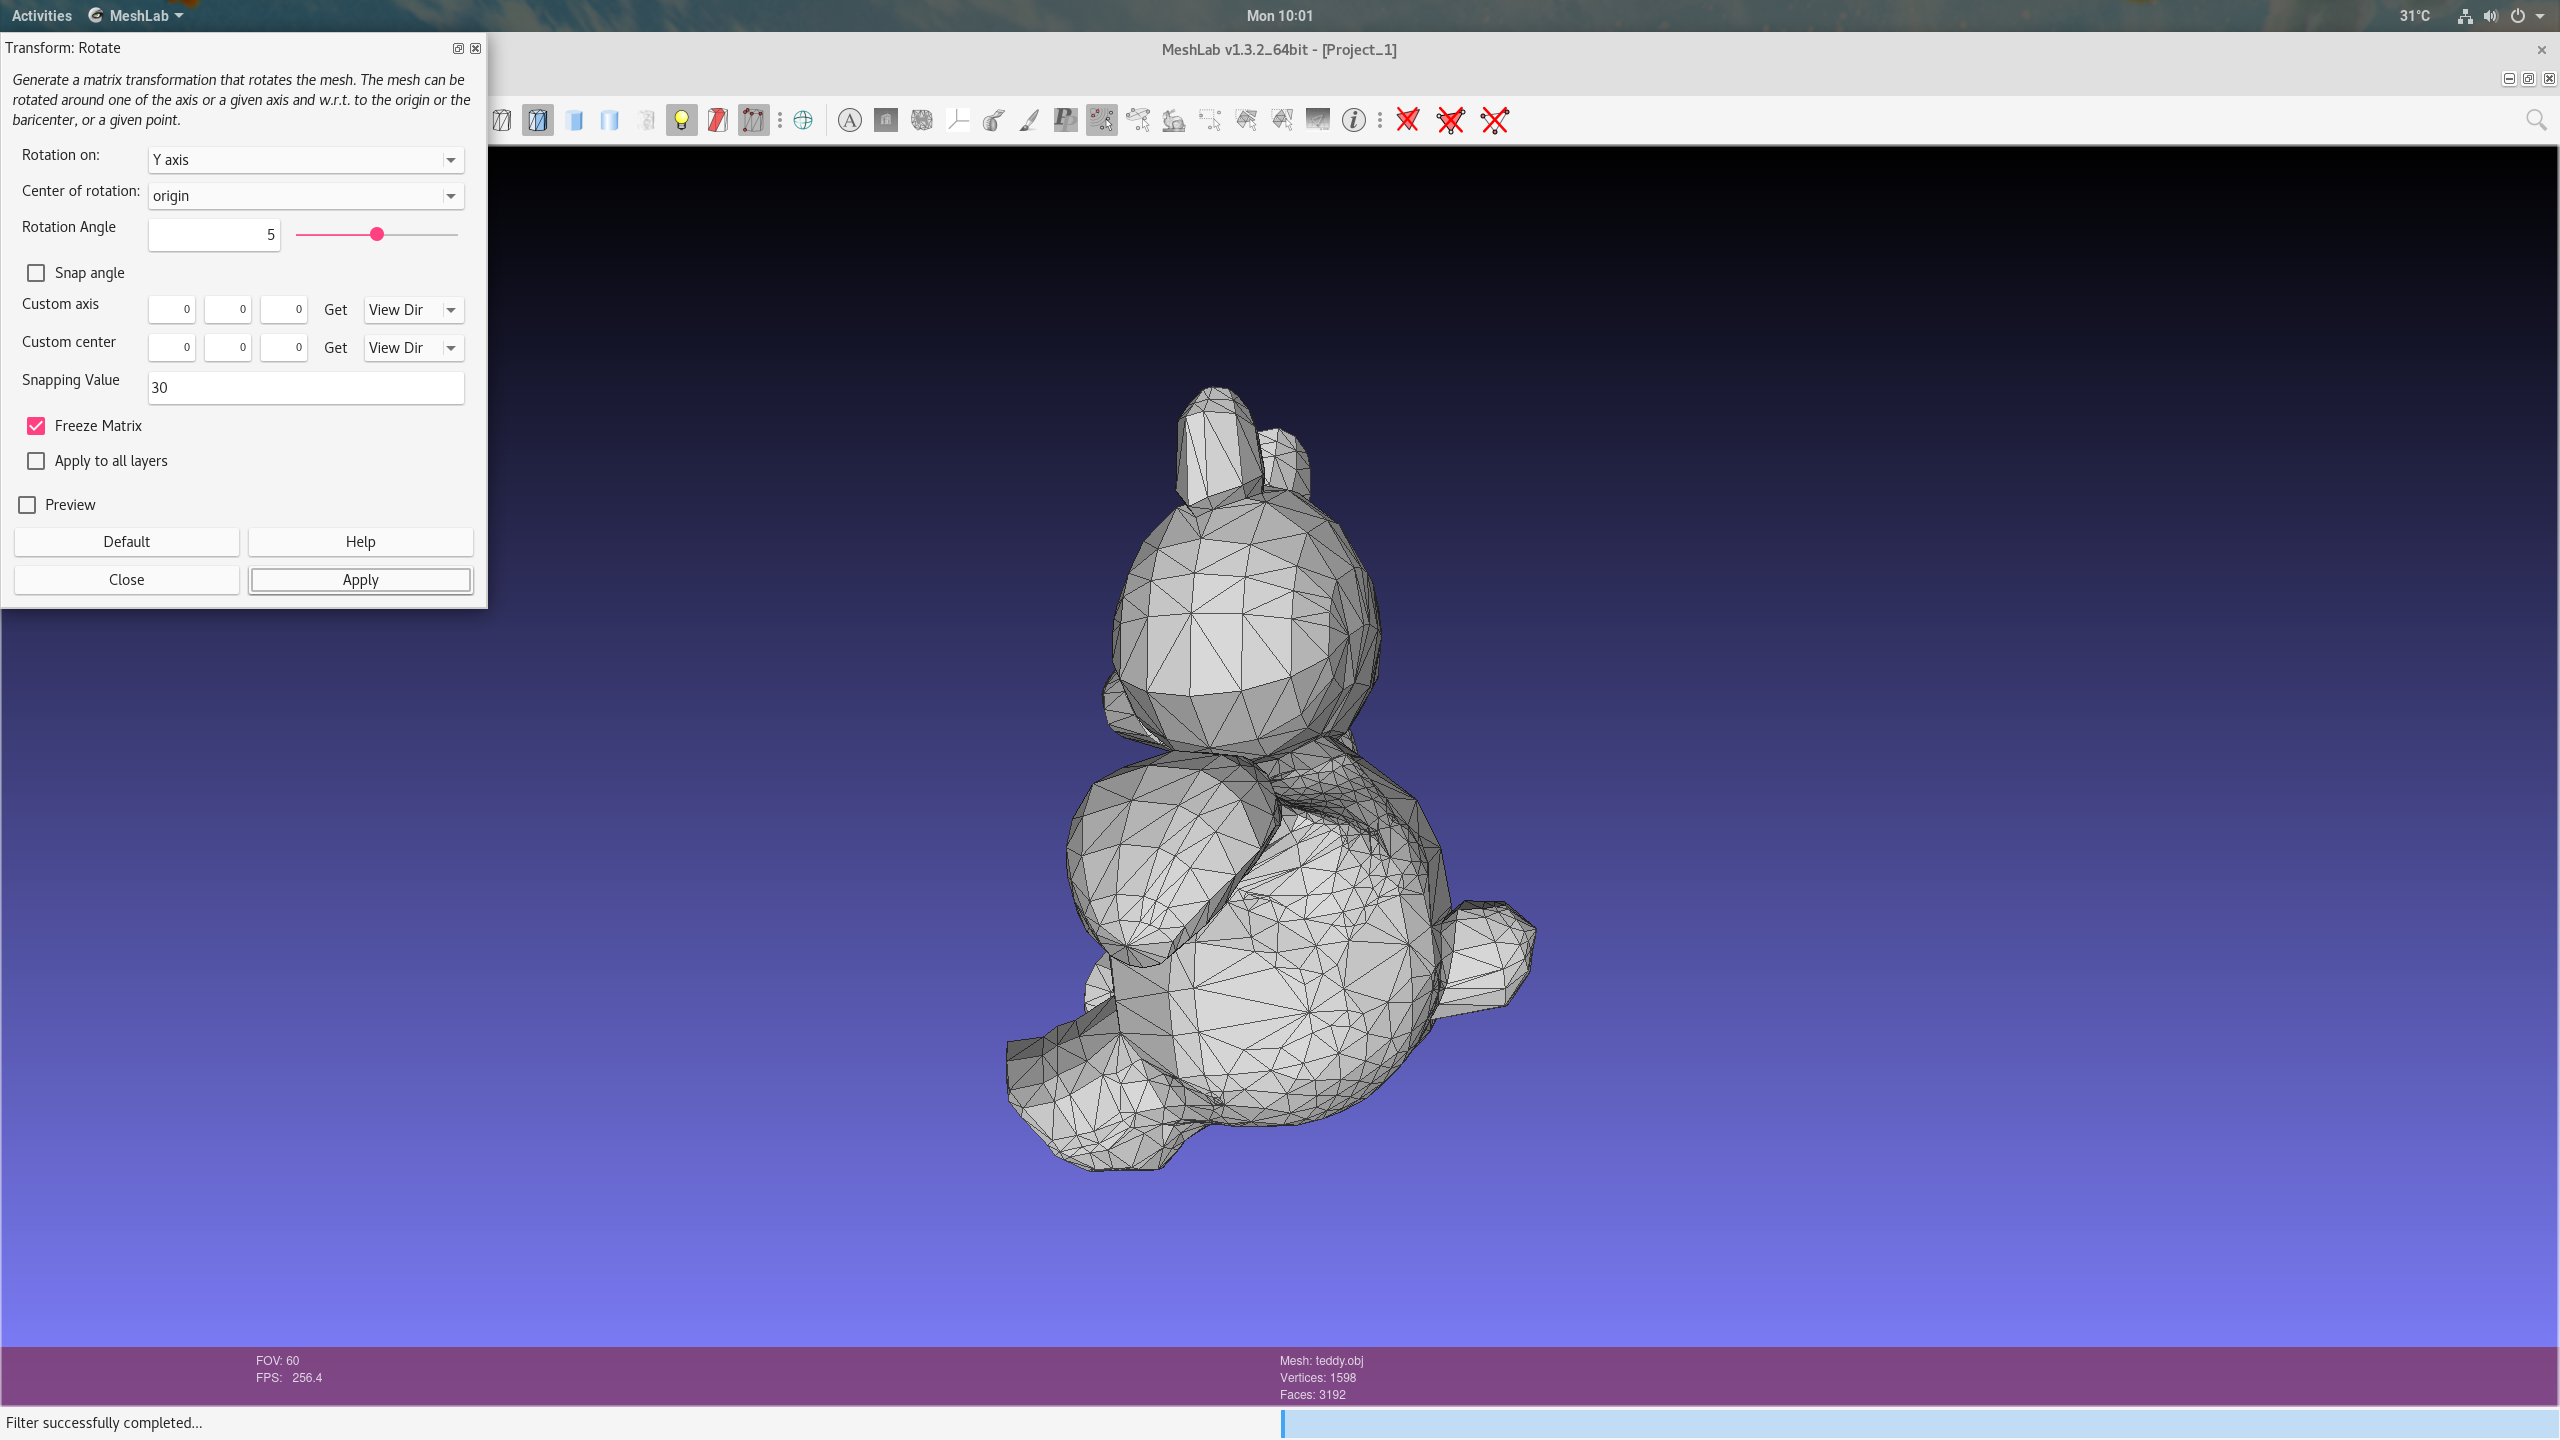 Activities MeshLab Mon 10:01 31°C
Transform: Rotate
MeshLab v1.3.2_64bit - [Project_1]
Generate a matrix transformation that rotates the mesh. The mesh can be
rotated around one of the axis or a given axis and w.r.t. to the origin or the
baricenter, or a given point.
Rotation on: Y axis
Center of rotation: origin
Rotation Angle 5
Snap angle
Custom axis 0 0 0 Get View Dir
Custom center 0 0 0 Get View Dir
Snapping Value 30
Freeze Matrix
Apply to all layers
Preview
Default Help
Close Apply
FOV: 60
FPS: 256.4
Mesh: teddy.obj
Vertices: 1598
Faces: 3192
Filter successfully completed...